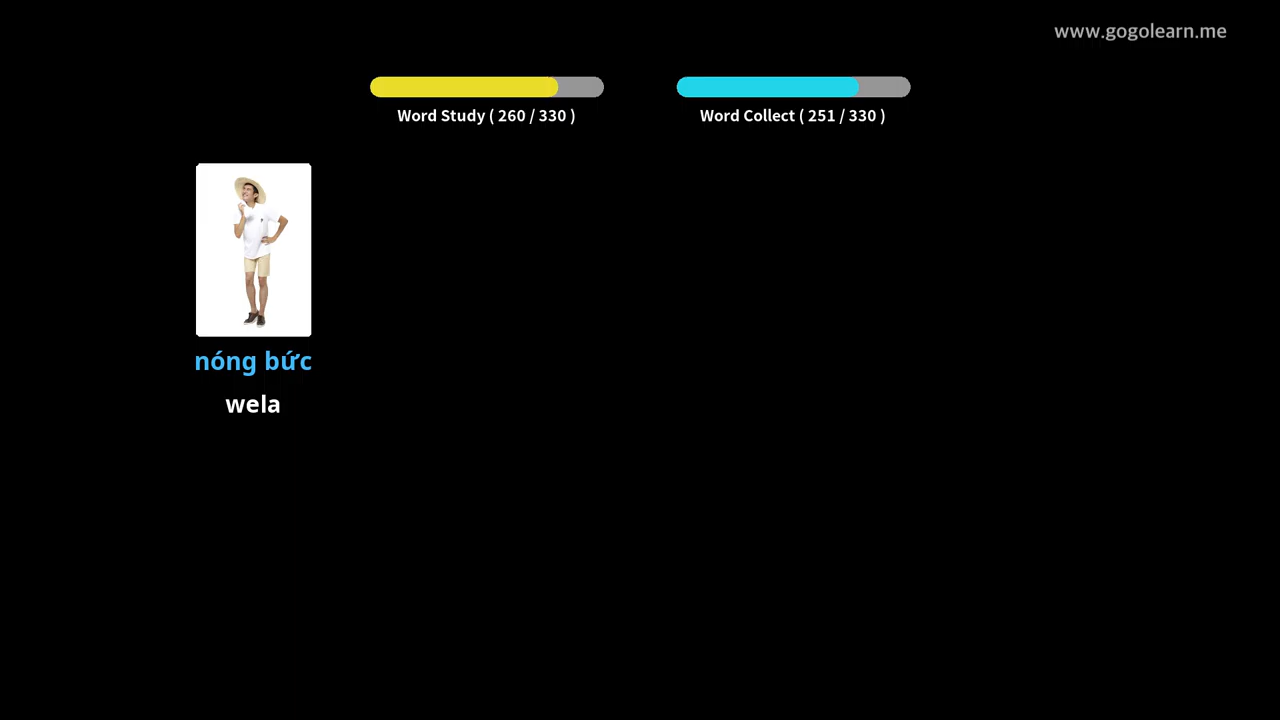 www.gogolearn.me
Word Study ( 260 / 330 )
Word Collect ( 251 / 330 )
nóng bức
wela